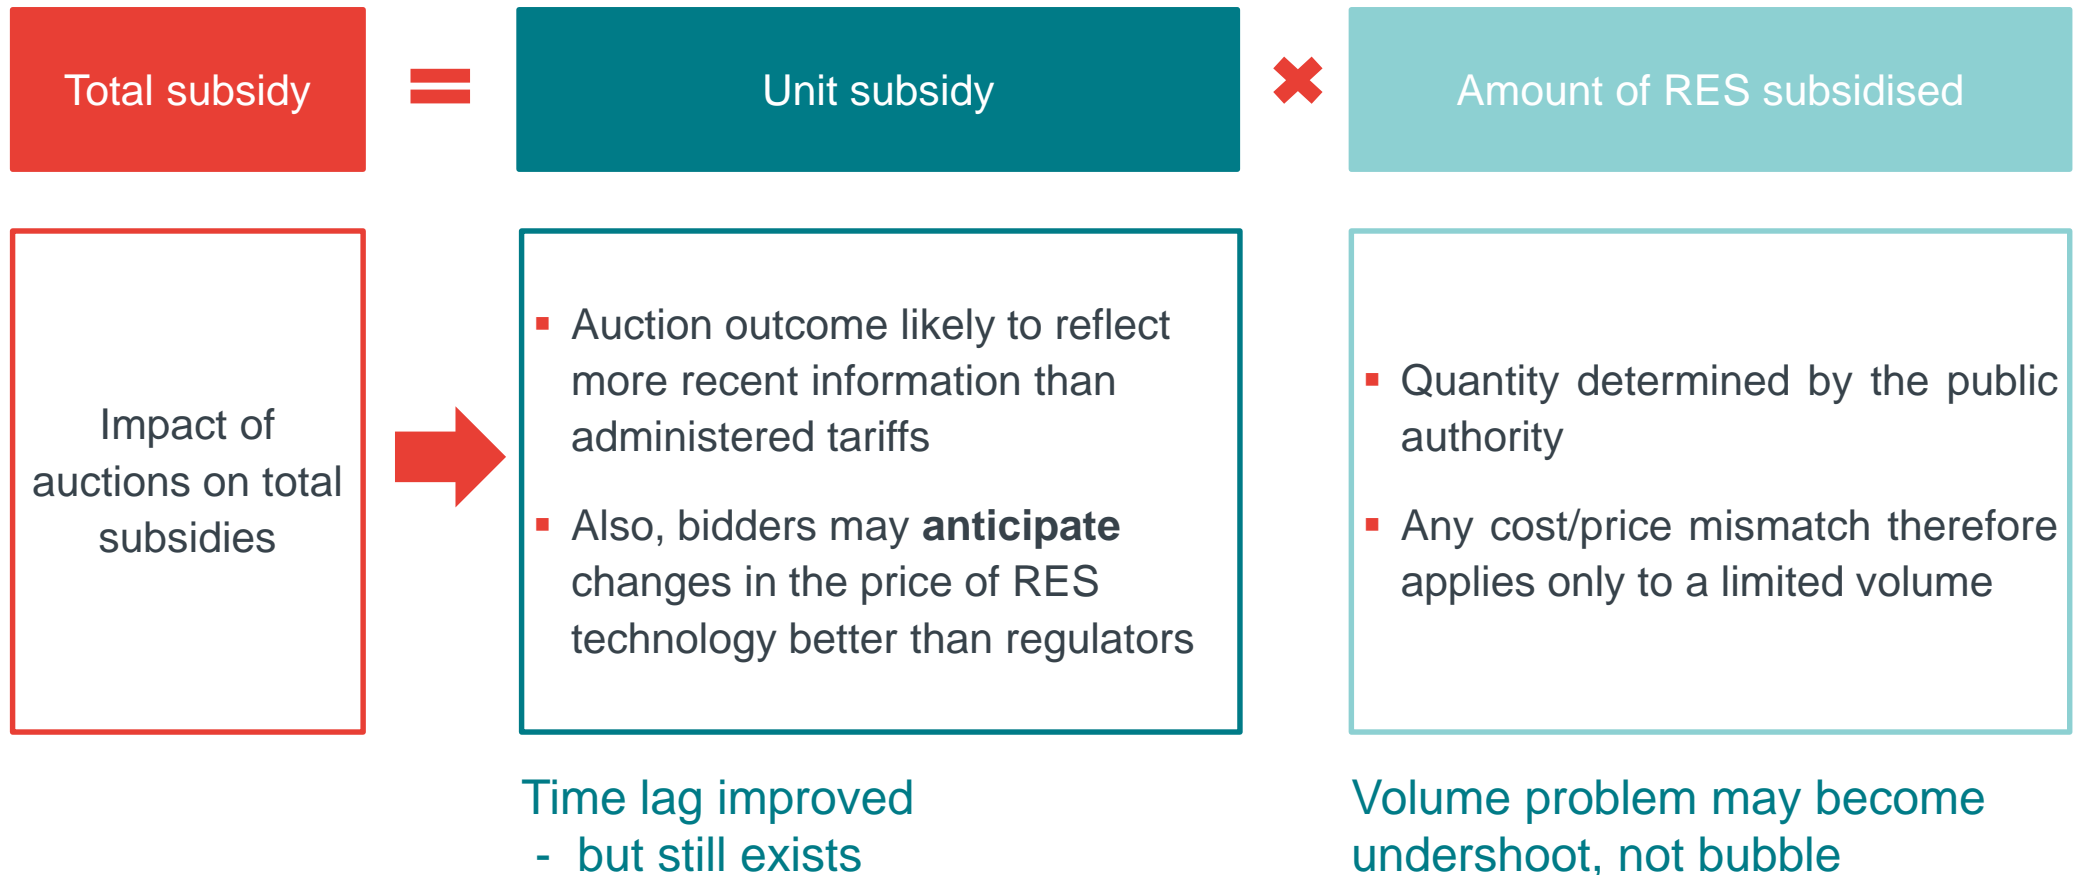 Total subsidy
Unit subsidy
Amount of RES subsidised
Impact of
auctions on total
subsidies
Auction outcome likely to reflect
more recent information than
administered tariffs
Also, bidders may anticipate
changes in the price of RES
technology better than regulators
Quantity determined by the public
authority
Any cost/price mismatch therefore
applies only to a limited volume
Time lag improved
- but still exists
Volume problem may become
undershoot, not bubble